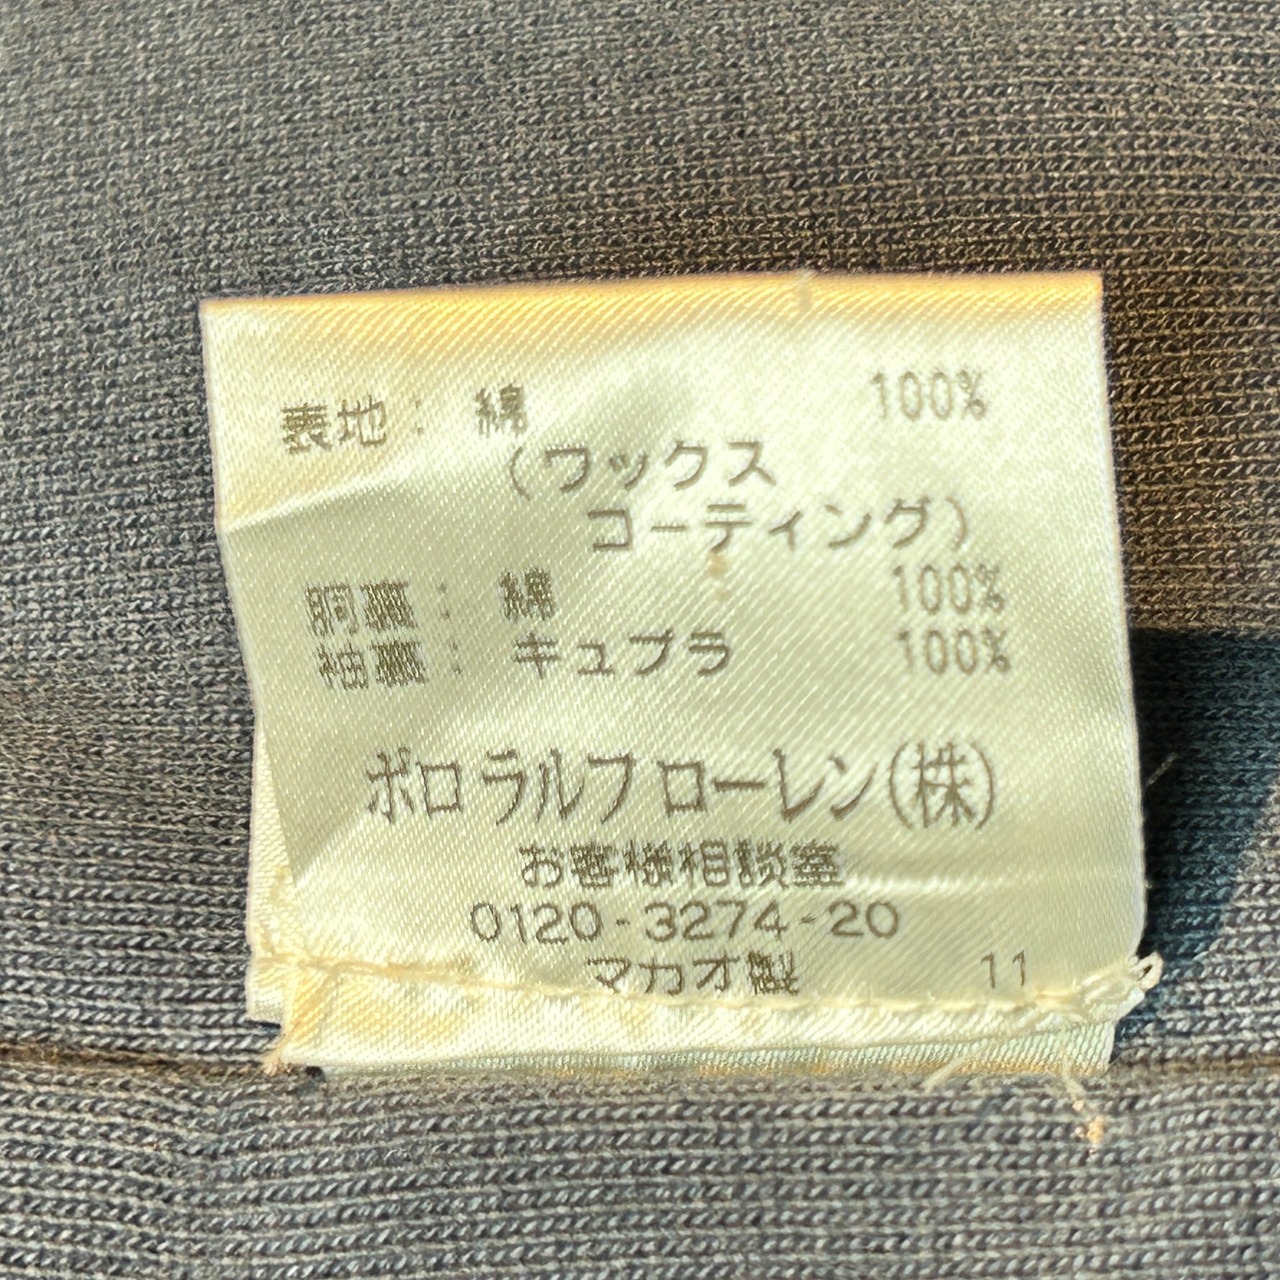 表地: 綿 100%
(ワックス
コーティング)
胴裏: 綿 100%
袖裏: キュプラ 100%
ポロ ラルフ ローレン(株)
お客様相談室
0120-3274-20
マカオ製 11